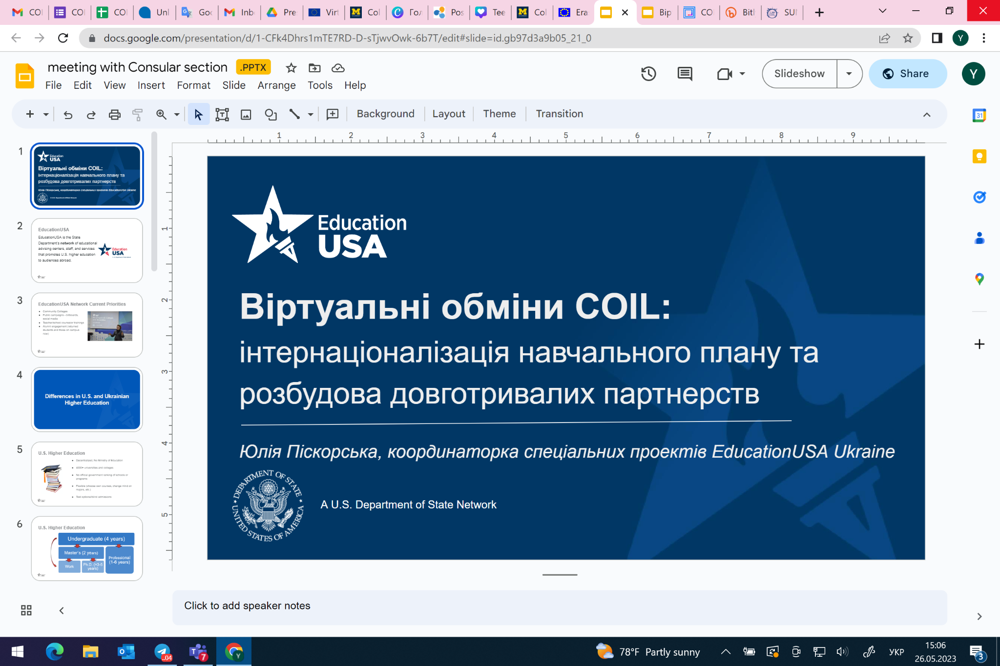 COI
COI
COI
Unl
Goo
Inb
Pre
Virt
Col
Гол
Pos
Tee
Col
Era
Bip
CO
Bitl
SUI
docs.google.com/presentation/d/1-CFk4Dhrs1mTE7RD-D-sTjwvOwk-6b7T/edit#slide=id.gb97d3a9b05_21_0
meeting with Consular section .PPTX
File Edit View Insert Format Slide Arrange Tools Help
Slideshow
Share
Y
Background Layout Theme Transition
1 2 3 4 5 6 7 8 9
1
Education
USA
Віртуальні обміни COIL:
інтернаціоналізація навчального плану та
розбудова довготривалих партнерств
Юлія Піскорська, координаторка спеціальних проектів EducationUSA Ukraine
A U.S. Department of State Network
2
EducationUSA
EducationUSA is the State
Department's network of educational
advising centers, staff, and services
that promotes U.S. higher education
to audiences abroad.
Education
USA
3
EducationUSA Network Current Priorities
Community Colleges
Public campaigns - billboards,
social media
Teacher/school counselor trainings
Alumni engagement (returned
students and those on campus
now)
4
Differences in U.S. and Ukrainian
Higher Education
5
U.S. Higher Education
Decentralized, No Ministry of Education
4000+ universities and colleges
No official government ranking of schools or
programs
Flexible (choose own courses, change mind on
majors, etc.)
Test optional/blind admissions
6
U.S. Higher Education
Undergraduate (4 years)
Master's (2 years)
Professional
(1-6 years)
Work
Ph.D. (+3-5
years)
1
2
3
4
5
Education
USA
Віртуальні обміни COIL:
інтернаціоналізація навчального плану та
розбудова довготривалих партнерств
Юлія Піскорська, координаторка спеціальних проектів EducationUSA Ukraine
DEPARTMENT OF STATE
UNITED STATES OF AMERICA
A U.S. Department of State Network
Click to add speaker notes
31
..04
7
78°F Partly sunny
УКР
15:06
26.05.2023
3